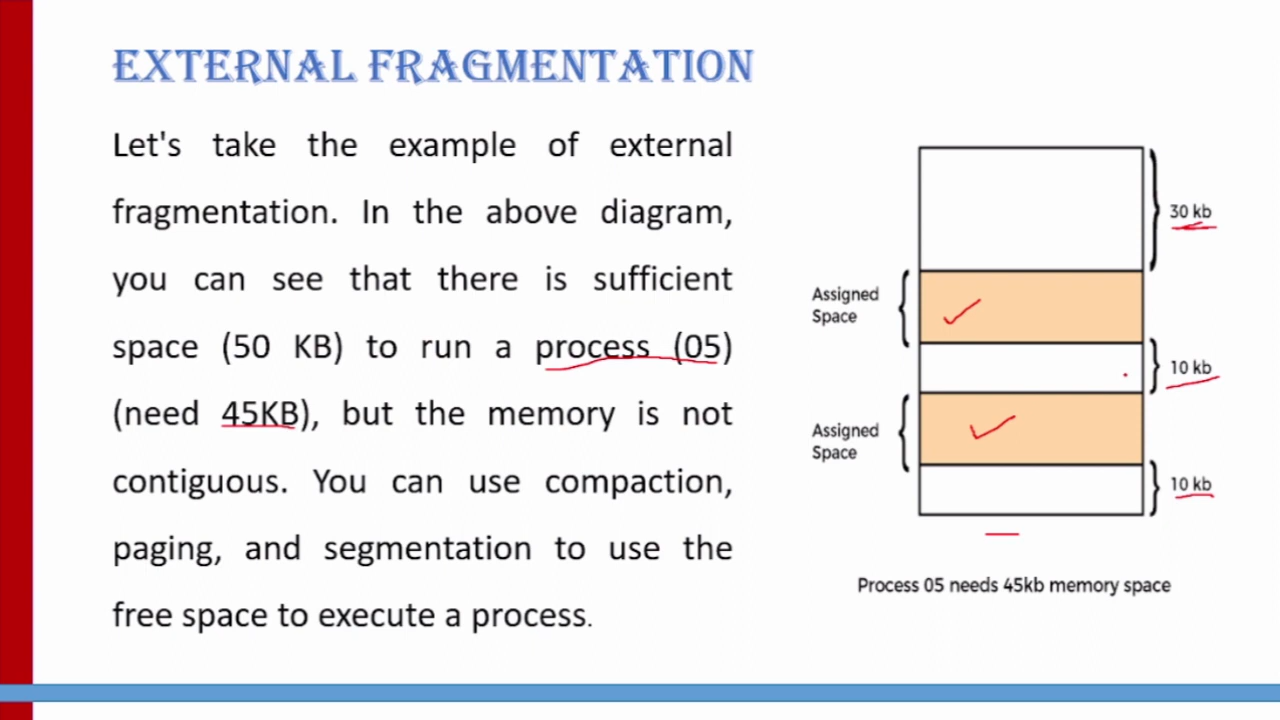 EXTERNAL FRAGMENTATION
Let's take the example of external
fragmentation. In the above diagram,
you can see that there is sufficient
space (50 KB) to run a process (05)
(need 45KB), but the memory is not
contiguous. You can use compaction,
paging, and segmentation to use the
free space to execute a process.
30 kb
Assigned
Space
10 kb
Assigned
Space
10 kb
Process 05 needs 45kb memory space